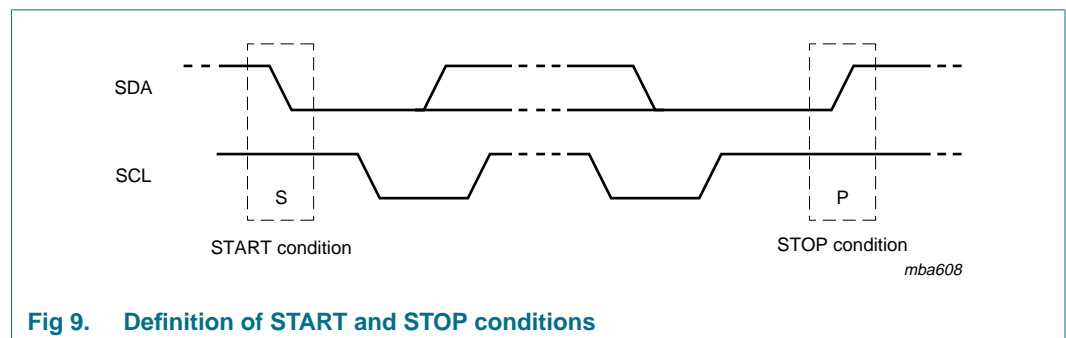 SDA
SCL
S
P
START condition
STOP condition
mba608
Fig 9. Definition of START and STOP conditions